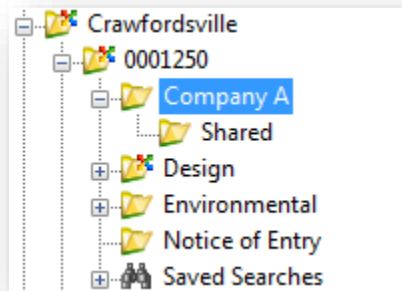 Crawfordsville
0001250
Company A
Shared
Design
Environmental
Notice of Entry
Saved Searches